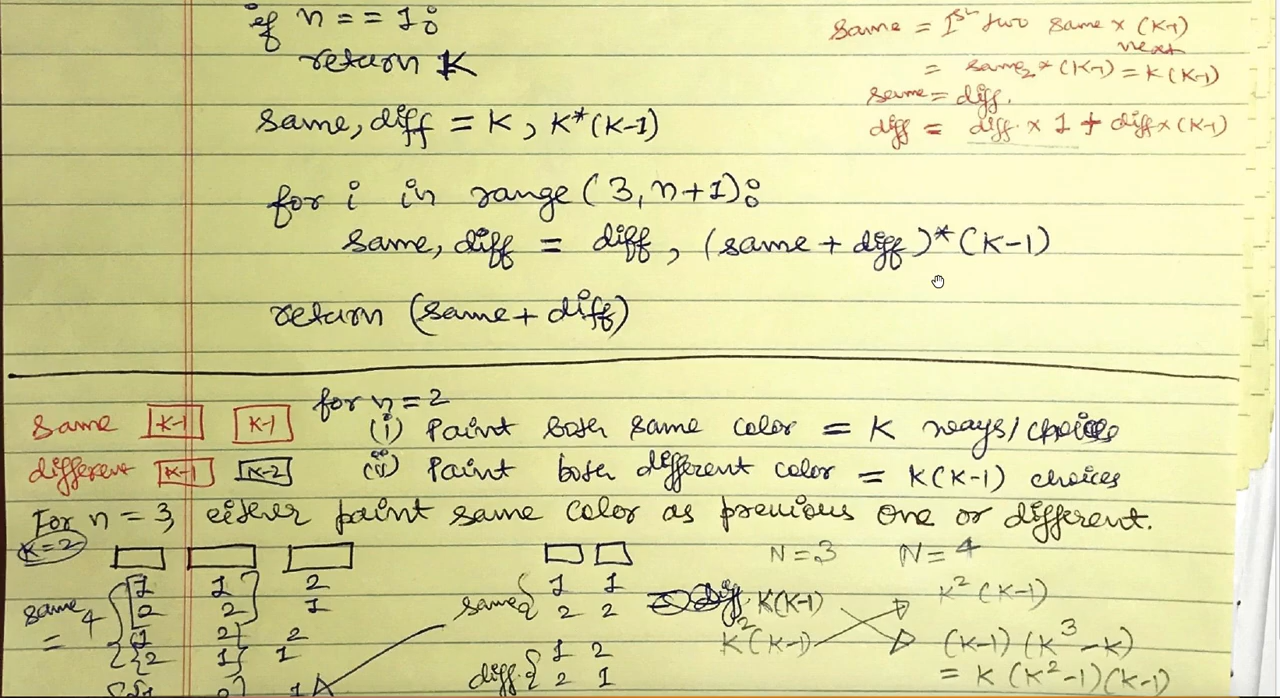 if n == 1:
return K
same, diff = K, K*(K-1)
for i in range(3, n+1):
same, diff = diff, (same + diff)*(K-1)
return (same + diff)
same = 1st two same × (K-1)
next
= same2 * (K-1) = K(K-1)
same = diff.
diff = diff × 1 + diff × (K-1)
for n = 2
same K-1 K-1 (i) Paint both same color = K ways/choices
different K-1 K-2 (ii) Paint both different color = K(K-1) choices
For n = 3, either paint same color as previous one or different.
K=2
N=3 N=4
1 1 2
2 2 1
same 4 =
1 2 2
2 1 1
same 2
1 1
2 2
diff. 2
1 2
2 1
diff. K(K-1) K²(K-1)
K²(K-1) (K-1)(K³-K)
= K(K²-1)(K-1)